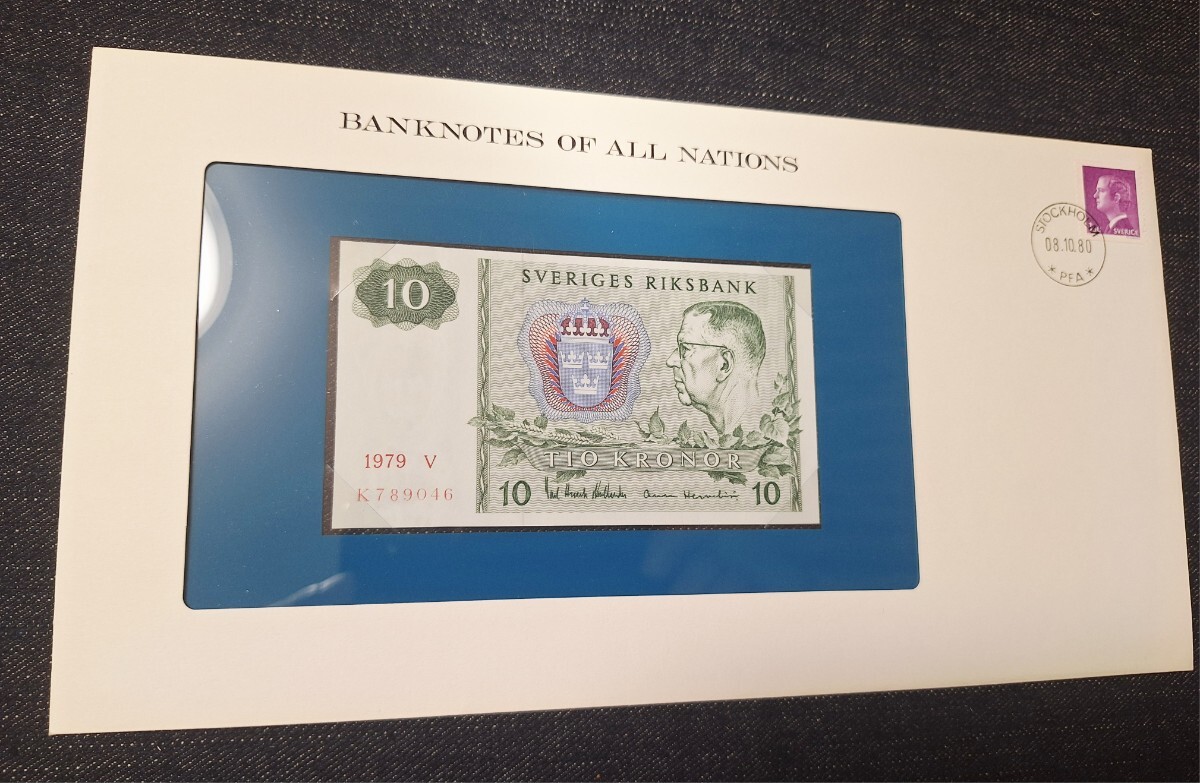 BANKNOTES OF ALL NATIONS
10
SVERIGES RIKSBANK
TIO KRONOR
1979 V
K789046
10
10
STOCKHOLM
08.10.80
* PFA *
SVERIGE